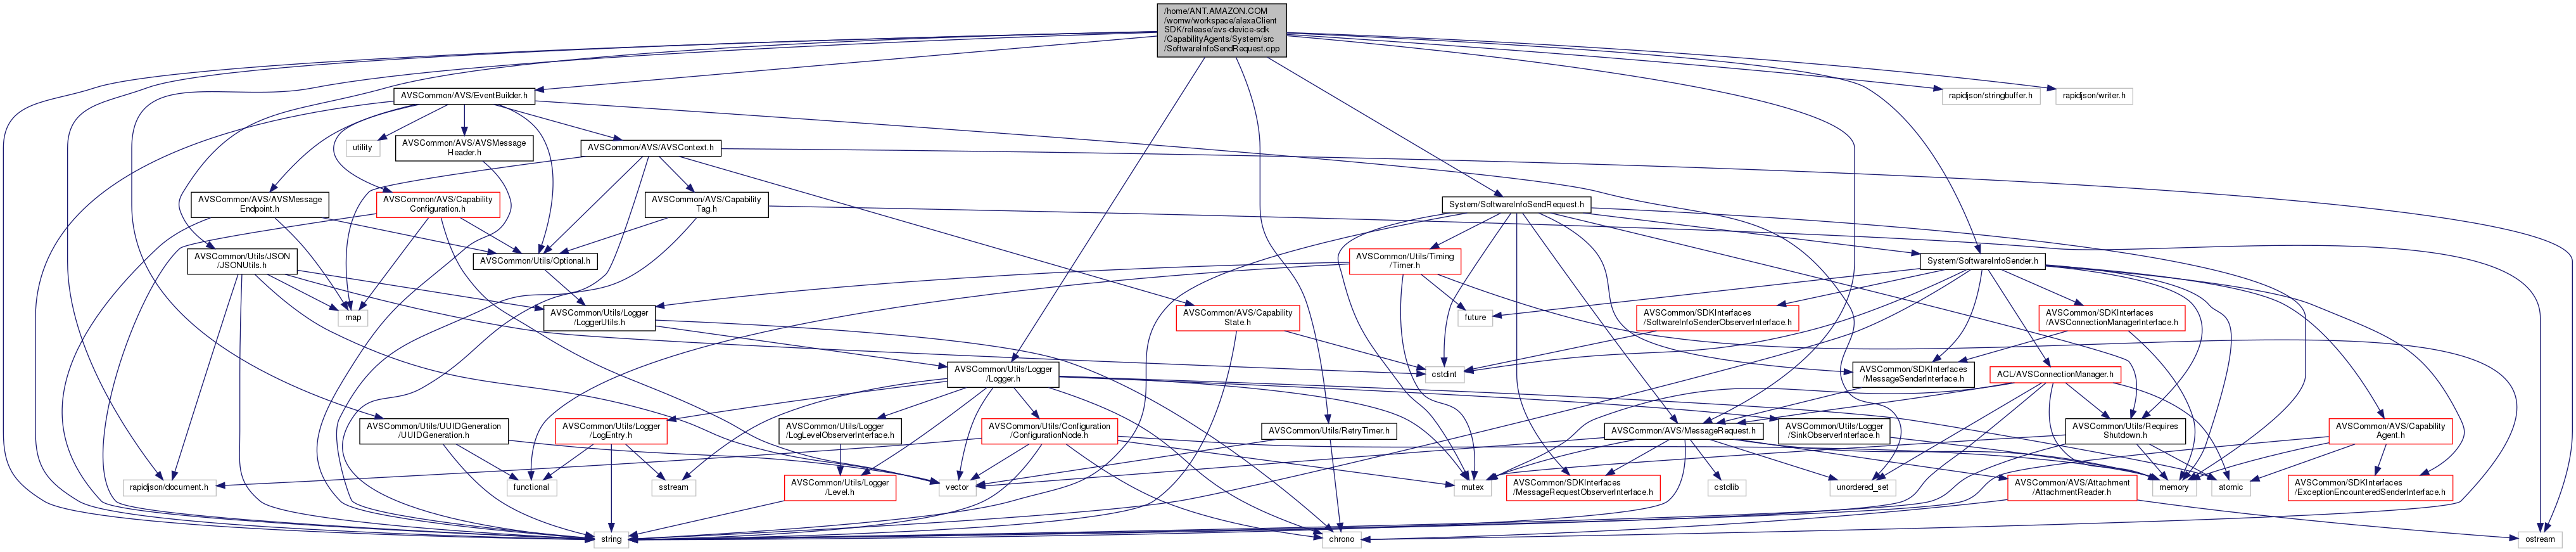 /home/ANT.AMAZON.COM
/womw/workspace/alexaClient
SDK/release/avs-device-sdk
/CapabilityAgents/System/src
/SoftwareInfoSendRequest.cpp
AVSCommon/AVS/EventBuilder.h
rapidjson/stringbuffer.h
rapidjson/writer.h
utility
AVSCommon/AVS/AVSMessage
Header.h
AVSCommon/AVS/AVSContext.h
AVSCommon/AVS/AVSMessage
Endpoint.h
AVSCommon/AVS/Capability
Configuration.h
AVSCommon/AVS/Capability
Tag.h
System/SoftwareInfoSendRequest.h
AVSCommon/Utils/JSON
/JSONUtils.h
AVSCommon/Utils/Optional.h
AVSCommon/Utils/Timing
/Timer.h
System/SoftwareInfoSender.h
map
AVSCommon/Utils/Logger
/LoggerUtils.h
AVSCommon/AVS/Capability
State.h
future
AVSCommon/SDKInterfaces
/SoftwareInfoSenderObserverInterface.h
AVSCommon/SDKInterfaces
/AVSConnectionManagerInterface.h
AVSCommon/Utils/Logger
/Logger.h
cstdint
AVSCommon/SDKInterfaces
/MessageSenderInterface.h
ACL/AVSConnectionManager.h
AVSCommon/Utils/UUIDGeneration
/UUIDGeneration.h
AVSCommon/Utils/Logger
/LogEntry.h
AVSCommon/Utils/Logger
/LogLevelObserverInterface.h
AVSCommon/Utils/Configuration
/ConfigurationNode.h
AVSCommon/Utils/RetryTimer.h
AVSCommon/AVS/MessageRequest.h
AVSCommon/Utils/Logger
/SinkObserverInterface.h
AVSCommon/Utils/Requires
Shutdown.h
AVSCommon/AVS/Capability
Agent.h
rapidjson/document.h
functional
sstream
AVSCommon/Utils/Logger
/Level.h
vector
mutex
AVSCommon/SDKInterfaces
/MessageRequestObserverInterface.h
cstdlib
unordered_set
AVSCommon/AVS/Attachment
/AttachmentReader.h
memory
atomic
AVSCommon/SDKInterfaces
/ExceptionEncounteredSenderInterface.h
string
chrono
ostream